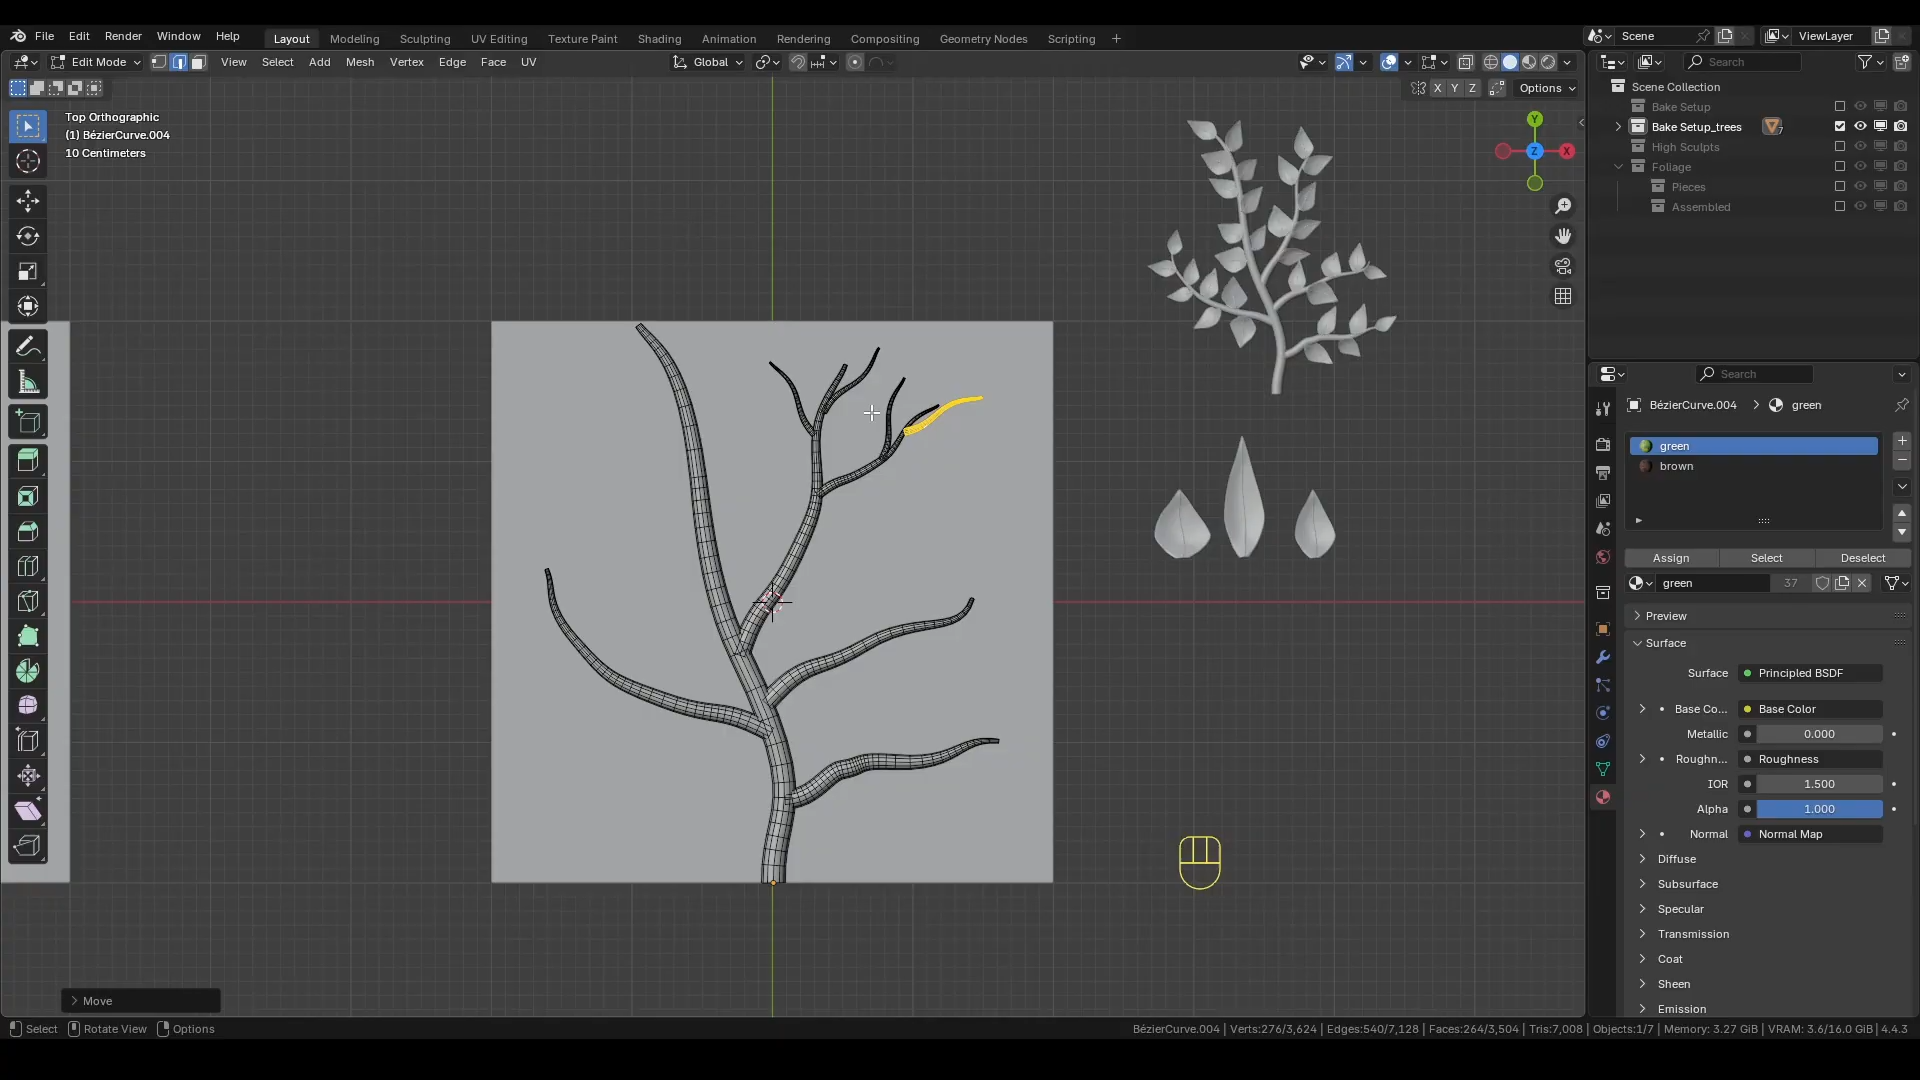 File Edit Render Window Help Layout Modeling Sculpting UV Editing Texture Paint Shading Animation Rendering Compositing Geometry Nodes Scripting + Scene ViewLayer
Edit Mode View Select Add Mesh Vertex Edge Face UV Global Search
X Y Z Options
Top Orthographic
(1) BézierCurve.004
10 Centimeters
Y
Z
X
Scene Collection
Bake Setup
Bake Setup_trees 7
High Sculpts
Foliage
Pieces
Assembled
Search
BézierCurve.004 > green
green
brown
Assign Select Deselect
green 37
Preview
Surface
Surface Principled BSDF
Base Co... Base Color
Metallic 0.000
Roughn... Roughness
IOR 1.500
Alpha 1.000
Normal Normal Map
Diffuse
Subsurface
Specular
Transmission
Coat
Sheen
Emission
Move
Select Rotate View Options BézierCurve.004 | Verts:276/3,624 | Edges:540/7,128 | Faces:264/3,504 | Tris:7,008 | Objects:1/7 | Memory: 3.27 GiB | VRAM: 3.6/16.0 GiB | 4.4.3